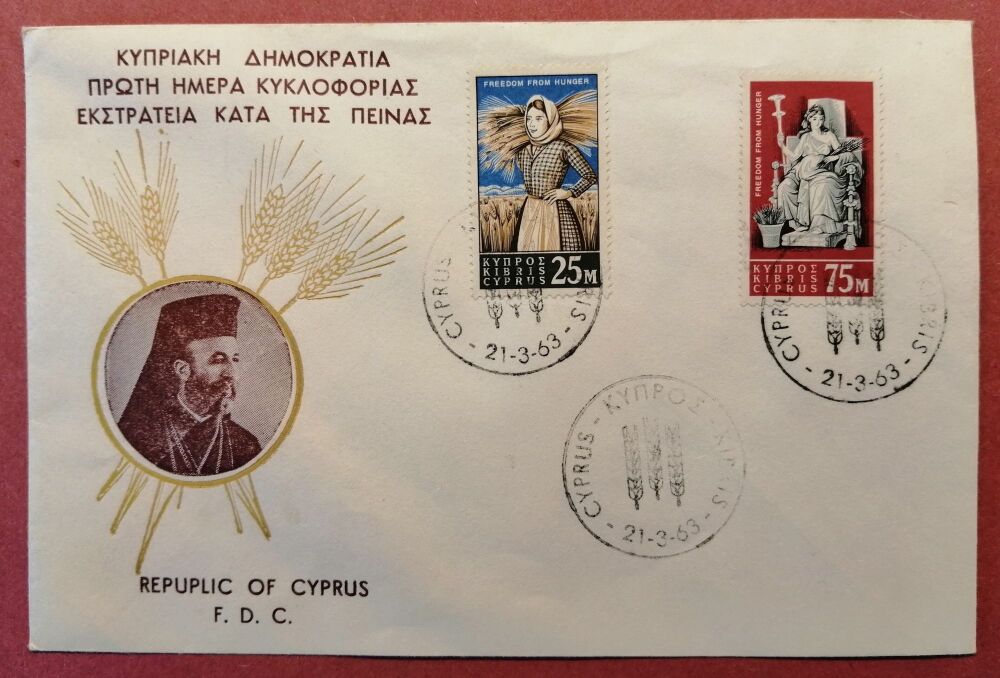 ΚΥΠΡΙΑΚΗ ΔΗΜΟΚΡΑΤΙΑ
ΠΡΩΤΗ ΗΜΕΡΑ ΚΥΚΛΟΦΟΡΙΑΣ
ΕΚΣΤΡΑΤΕΙΑ ΚΑΤΑ ΤΗΣ ΠΕΙΝΑΣ
FREEDOM FROM HUNGER
ΚΥΠΡΟΣ
KIBRIS
CYPRUS 25M
FREEDOM FROM HUNGER
ΚΥΠΡΟΣ
KIBRIS
CYPRUS 75M
CYPRUS -
- 21-3-63 -
CYPRUS -
- 21-3-63 -
CYPRUS - ΚΥΠΡΟΣ - KIBRIS
- 21-3-63 -
REPUPLIC OF CYPRUS
F. D. C.